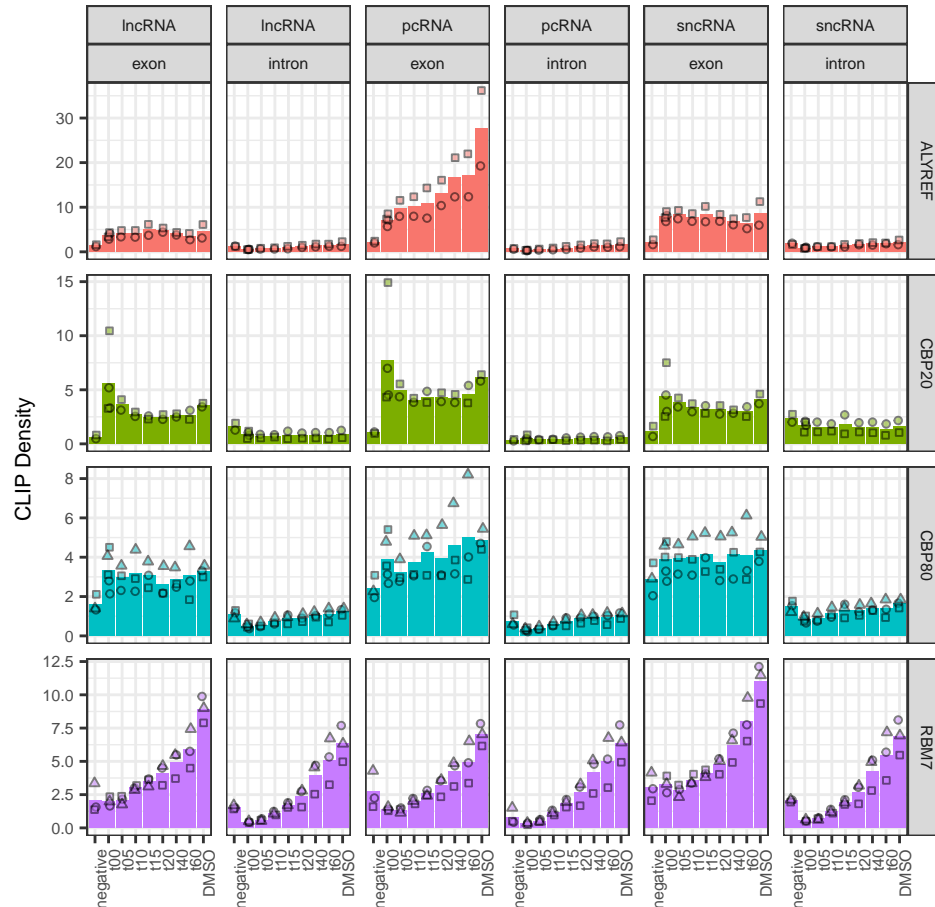 lncRNA lncRNA pcRNA pcRNA sncRNA sncRNA
exon intron exon intron exon intron
CLIP Density
30
20
10
0
ALYREF
15
10
5
0
CBP20
8
6
4
2
0
CBP80
12.5
10.0
7.5
5.0
2.5
0.0
RBM7
negative t00 t05 t10 t15 t20 t40 t60 DMSO
negative t00 t05 t10 t15 t20 t40 t60 DMSO
negative t00 t05 t10 t15 t20 t40 t60 DMSO
negative t00 t05 t10 t15 t20 t40 t60 DMSO
negative t00 t05 t10 t15 t20 t40 t60 DMSO
negative t00 t05 t10 t15 t20 t40 t60 DMSO